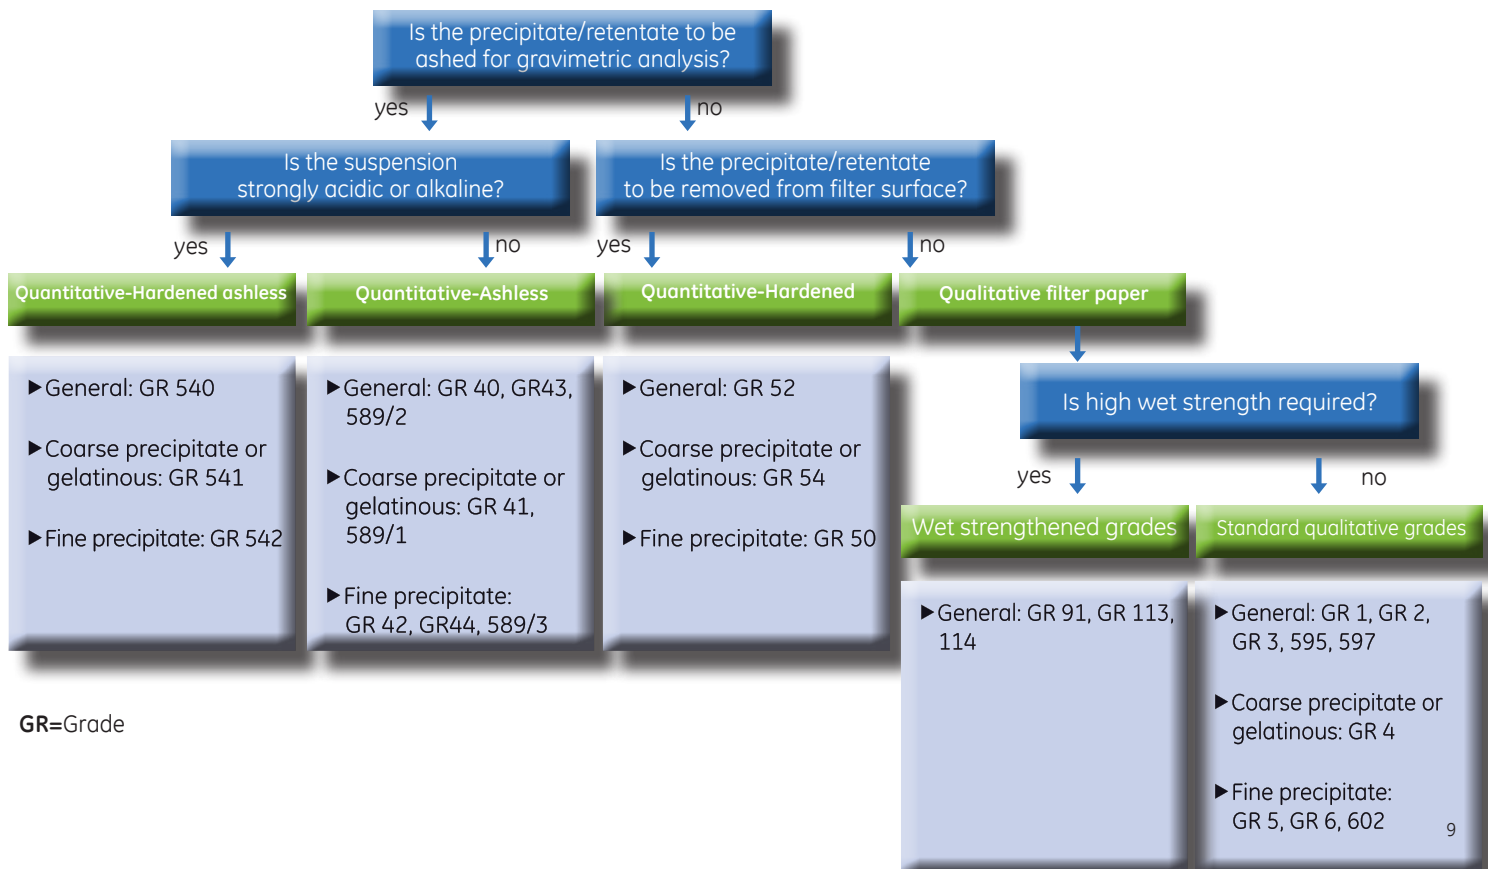 Is the precipitate/retentate to be
ashed for gravimetric analysis?
yes
no
Is the suspension
strongly acidic or alkaline?
Is the precipitate/retentate
to be removed from filter surface?
yes
no
yes
no
Quantitative-Hardened ashless
Quantitative-Ashless
Quantitative-Hardened
Qualitative filter paper
▶General: GR 540
▶Coarse precipitate or
gelatinous: GR 541
▶Fine precipitate: GR 542
▶General: GR 40, GR43,
589/2
▶Coarse precipitate or
gelatinous: GR 41,
589/1
▶Fine precipitate:
GR 42, GR44, 589/3
▶General: GR 52
▶Coarse precipitate or
gelatinous: GR 54
▶Fine precipitate: GR 50
Is high wet strength required?
yes
no
Wet strengthened grades
Standard qualitative grades
▶General: GR 91, GR 113,
114
▶General: GR 1, GR 2,
GR 3, 595, 597
▶Coarse precipitate or
gelatinous: GR 4
▶Fine precipitate:
GR 5, GR 6, 602
GR=Grade
9